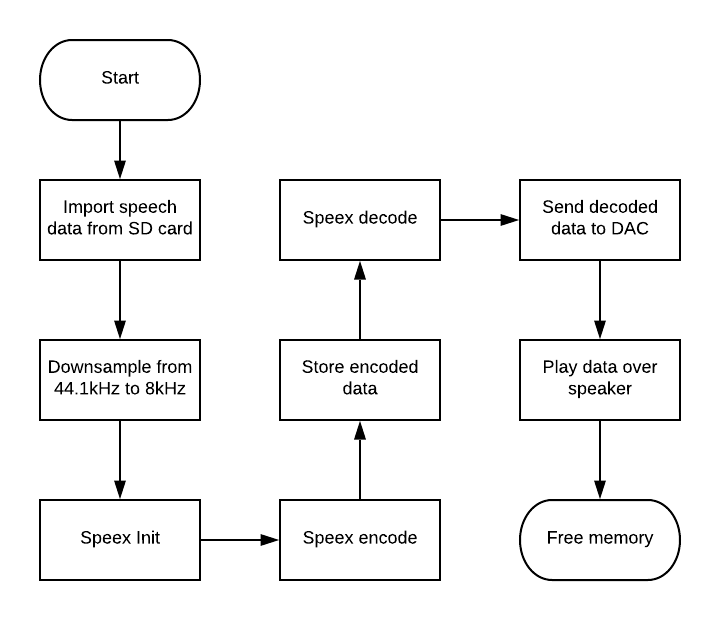 Start
Import speech
data from SD card
Downsample from
44.1kHz to 8kHz
Speex Init
Speex encode
Store encoded
data
Speex decode
Send decoded
data to DAC
Play data over
speaker
Free memory